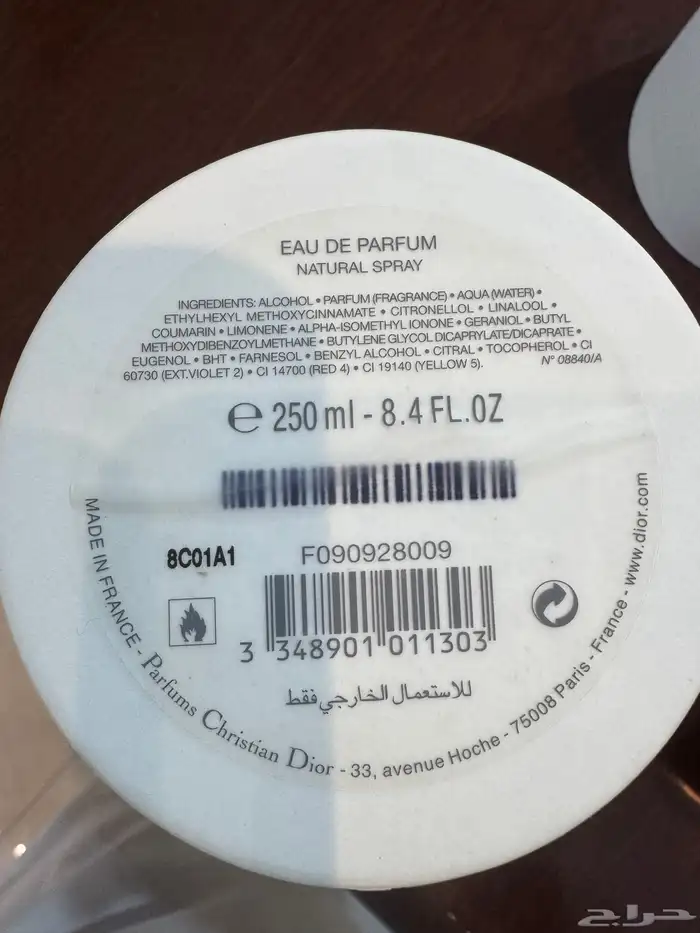 EAU DE PARFUM
NATURAL SPRAY
INGREDIENTS: ALCOHOL • PARFUM (FRAGRANCE) • AQUA (WATER) •
ETHYLHEXYL METHOXYCINNAMATE • CITRONELLOL • LINALOOL •
COUMARIN • LIMONENE • ALPHA-ISOMETHYL IONONE • GERANIOL • BUTYL
METHOXYDIBENZOYLMETHANE • BUTYLENE GLYCOL DICAPRYLATE/DICAPRATE •
EUGENOL • BHT • FARNESOL • BENZYL ALCOHOL • CITRAL • TOCOPHEROL • CI
60730 (EXT.VIOLET 2) • CI 14700 (RED 4) • CI 19140 (YELLOW 5). N° 08840/A
℮ 250 ml - 8.4 FL.OZ
8C01A1
F090928009
3 348901 011303
للاستعمال الخارجي فقط
MADE IN FRANCE - Parfums Christian Dior - 33, avenue Hoche - 75008 Paris - France - www.dior.com
حراج